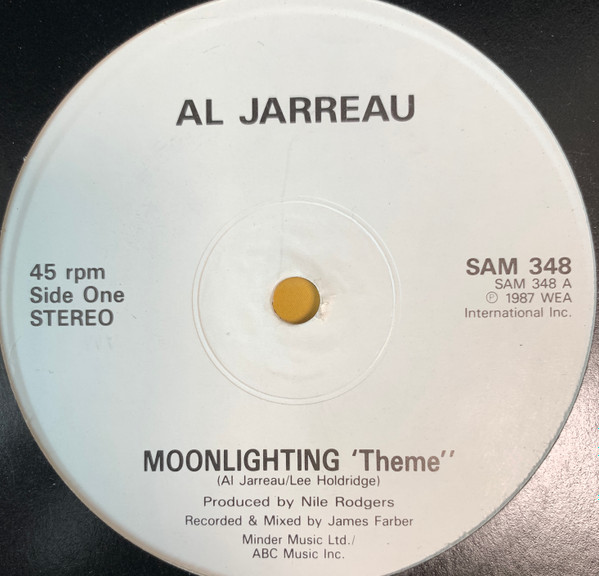 AL JARREAU
45 rpm
Side One
STEREO
SAM 348
SAM 348 A
℗ 1987 WEA
International Inc.
MOONLIGHTING 'Theme''
(Al Jarreau/Lee Holdridge)
Produced by Nile Rodgers
Recorded & Mixed by James Farber
Minder Music Ltd./
ABC Music Inc.